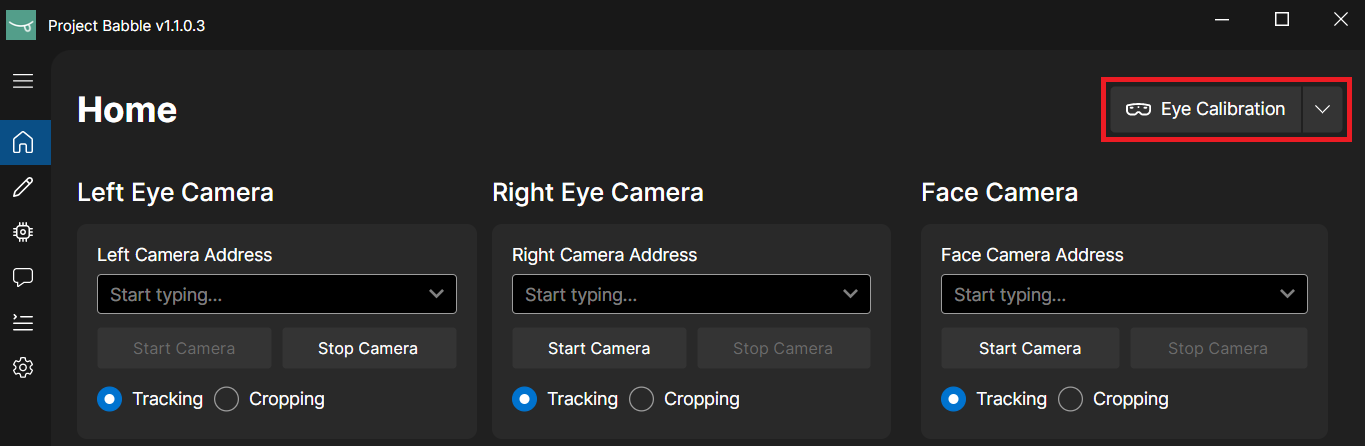 Project Babble v1.1.0.3
Home
Eye Calibration
Left Eye Camera
Right Eye Camera
Face Camera
Left Camera Address
Right Camera Address
Face Camera Address
Start typing...
Start typing...
Start typing...
Start Camera
Stop Camera
Start Camera
Stop Camera
Start Camera
Stop Camera
Tracking
Cropping
Tracking
Cropping
Tracking
Cropping